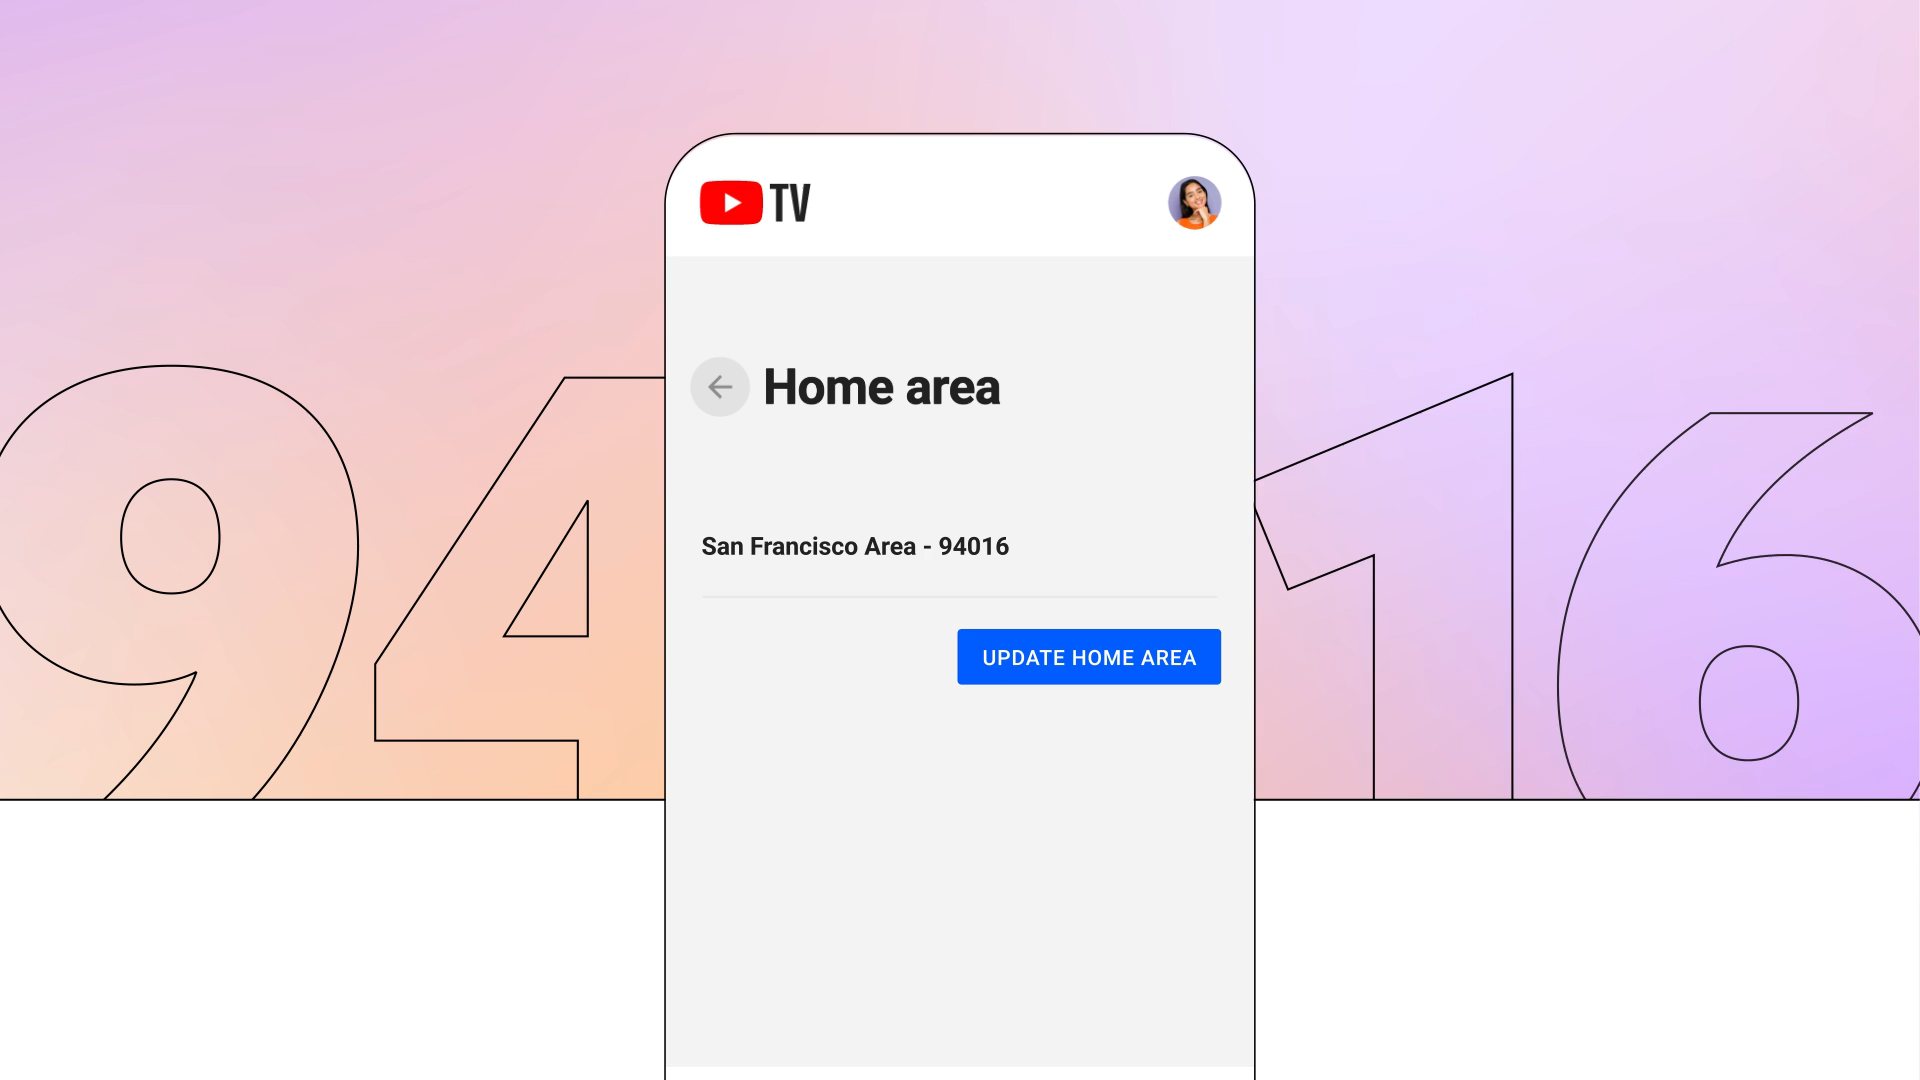 TV
Home area
94
16
San Francisco Area - 94016
UPDATE HOME AREA